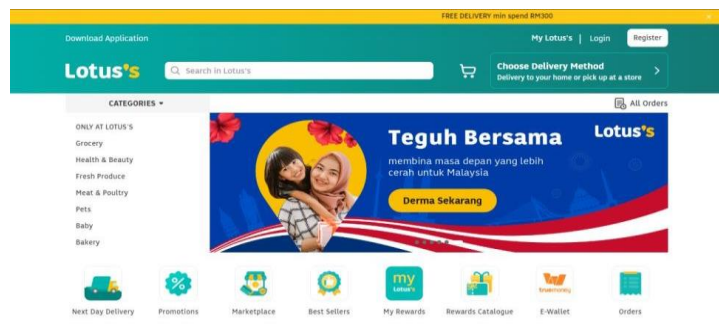 FREE DELIVERY min spend RM300
Download Application
My Lotus's | Login Register
Lotus's
Search in Lotus's
Choose Delivery Method
Delivery to your home or pick up at a store
CATEGORIES
All Orders
ONLY AT LOTUS'S
Grocery
Health & Beauty
Fresh Produce
Meat & Poultry
Pets
Baby
Bakery
Teguh Bersama
membina masa depan yang lebih
cerah untuk Malaysia
Derma Sekarang
Lotus's
my
Lotus's
truemoney
Next Day Delivery
Promotions
Marketplace
Best Sellers
My Rewards
Rewards Catalogue
E-Wallet
Orders